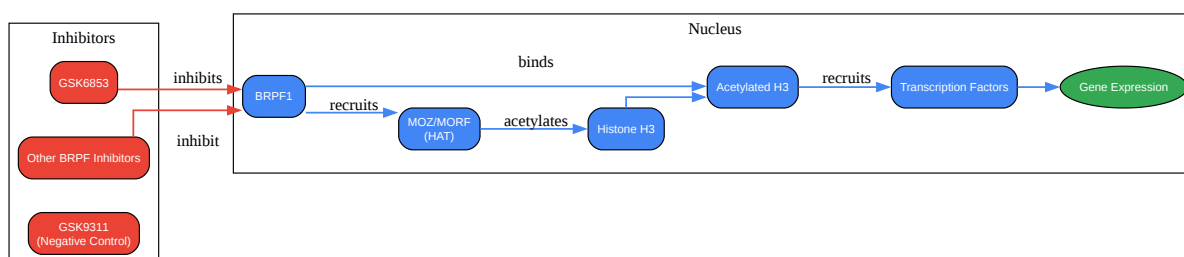 Inhibitors
GSK6853
Other BRPF Inhibitors
GSK9311
(Negative Control)
inhibits
inhibit
Nucleus
BRPF1
binds
recruits
MOZ/MORF
(HAT)
acetylates
Histone H3
Acetylated H3
recruits
Transcription Factors
Gene Expression